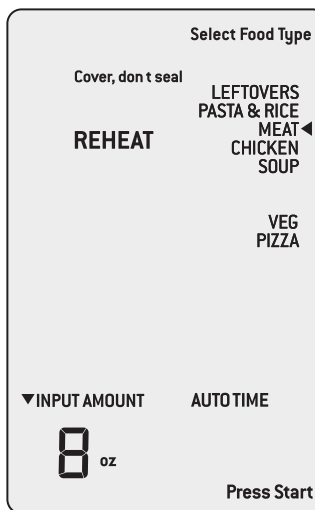 Select Food Type
Cover, don t seal
LEFTOVERS
PASTA & RICE
REHEAT
MEAT◀
CHICKEN
SOUP
VEG
PIZZA
▼INPUT AMOUNT AUTO TIME
8 oz
Press Start